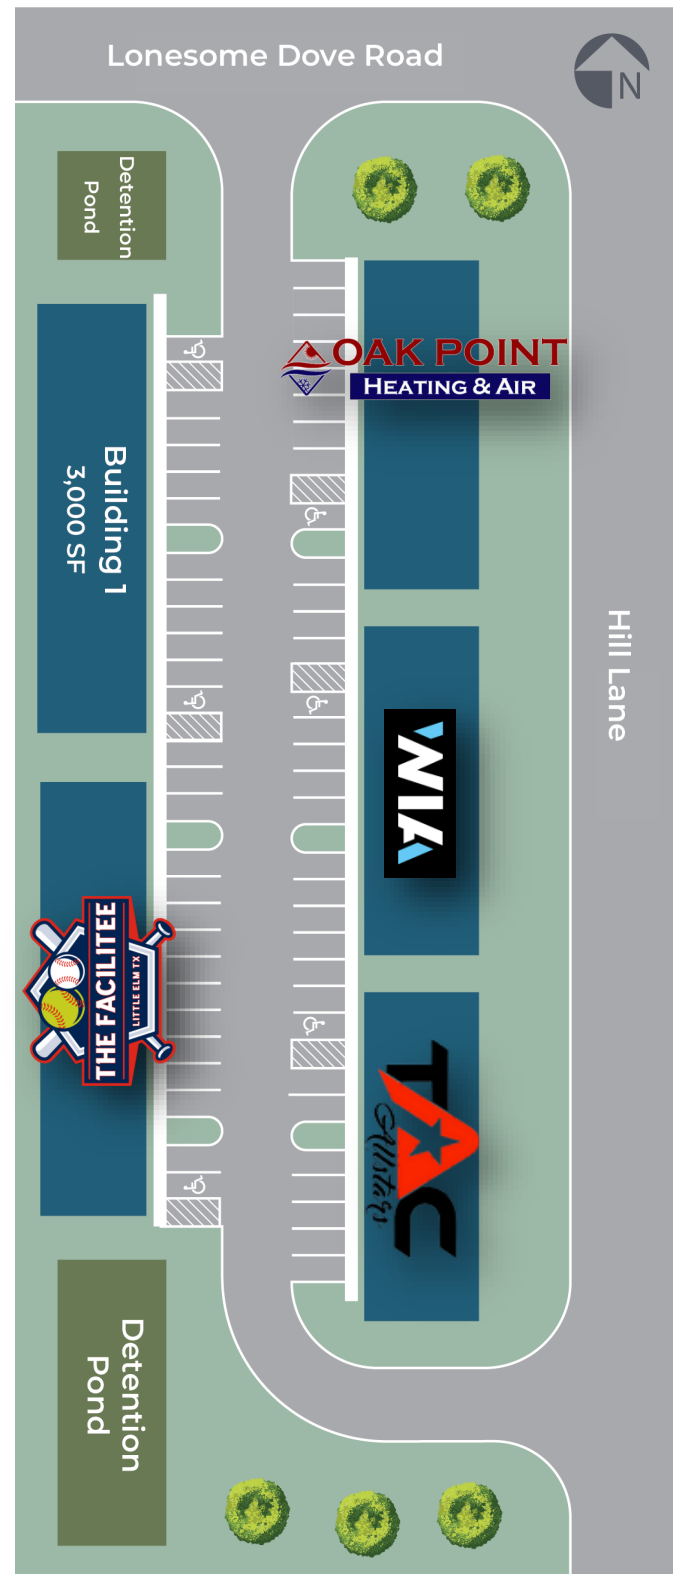 Lonesome Dove Road
N
Detention
Pond
OAK POINT
HEATING & AIR
Building 1
3,000 SF
Hill Lane
WIA
THE FACILITEE
LITTLE ELM TX
TAC
Allstars
Detention
Pond